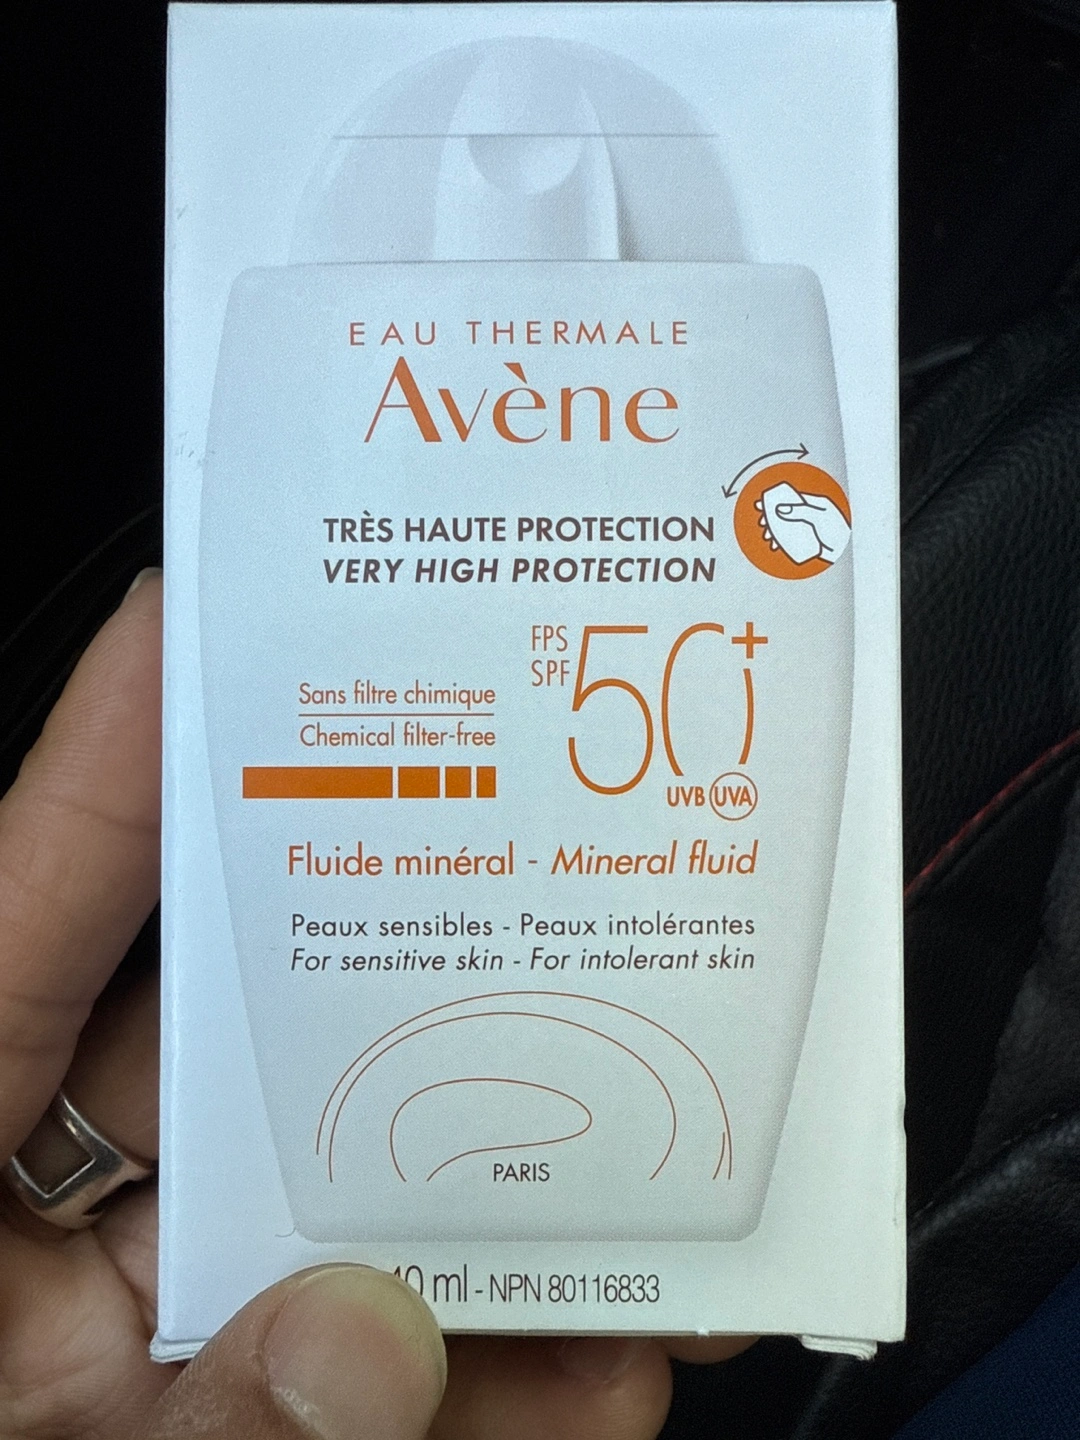 EAU THERMALE
Avène
TRÈS HAUTE PROTECTION
VERY HIGH PROTECTION
FPS
SPF
50+
Sans filtre chimique
Chemical filter-free
UVB UVA
Fluide minéral - Mineral fluid
Peaux sensibles - Peaux intolérantes
For sensitive skin - For intolerant skin
PARIS
ml - NPN 80116833